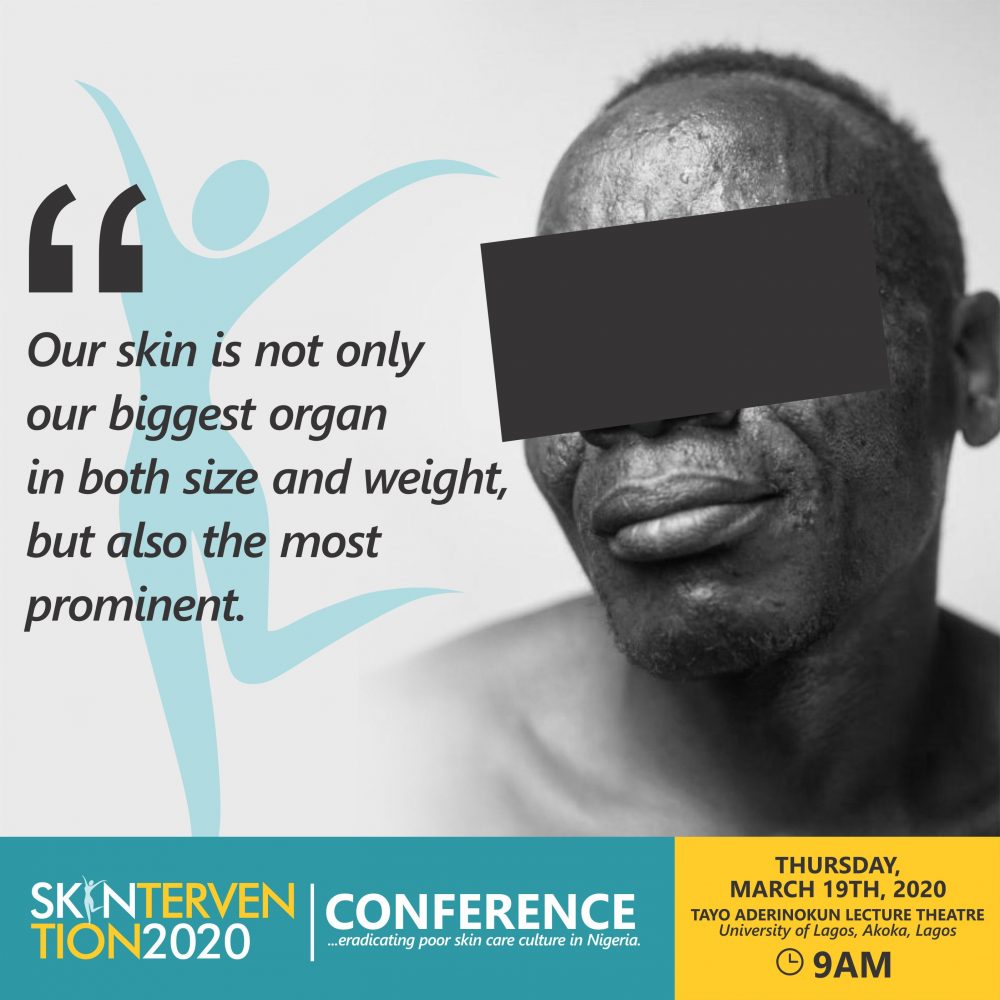 “
Our skin is not only
our biggest organ
in both size and weight,
but also the most
prominent.
SKINTERVEN
TION2020
CONFERENCE
...eradicating poor skin care culture in Nigeria.
THURSDAY,
MARCH 19TH, 2020
TAYO ADERINOKUN LECTURE THEATRE
University of Lagos, Akoka, Lagos
9AM